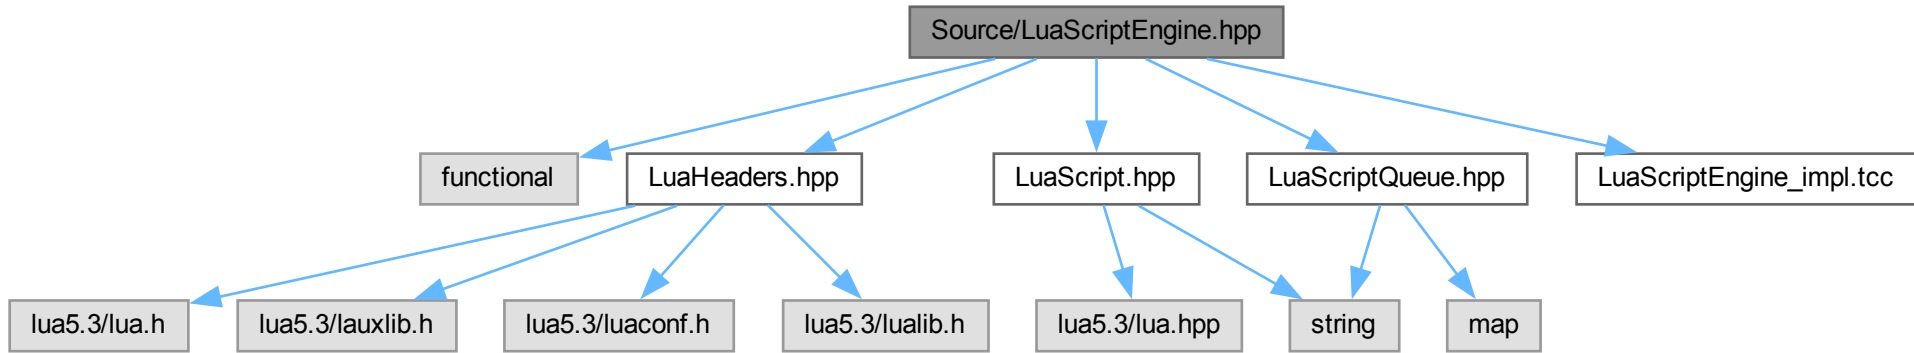 Source/LuaScriptEngine.hpp
functional
LuaHeaders.hpp
LuaScript.hpp
LuaScriptQueue.hpp
LuaScriptEngine_impl.tcc
lua5.3/lua.h
lua5.3/lauxlib.h
lua5.3/luaconf.h
lua5.3/lualib.h
lua5.3/lua.hpp
string
map